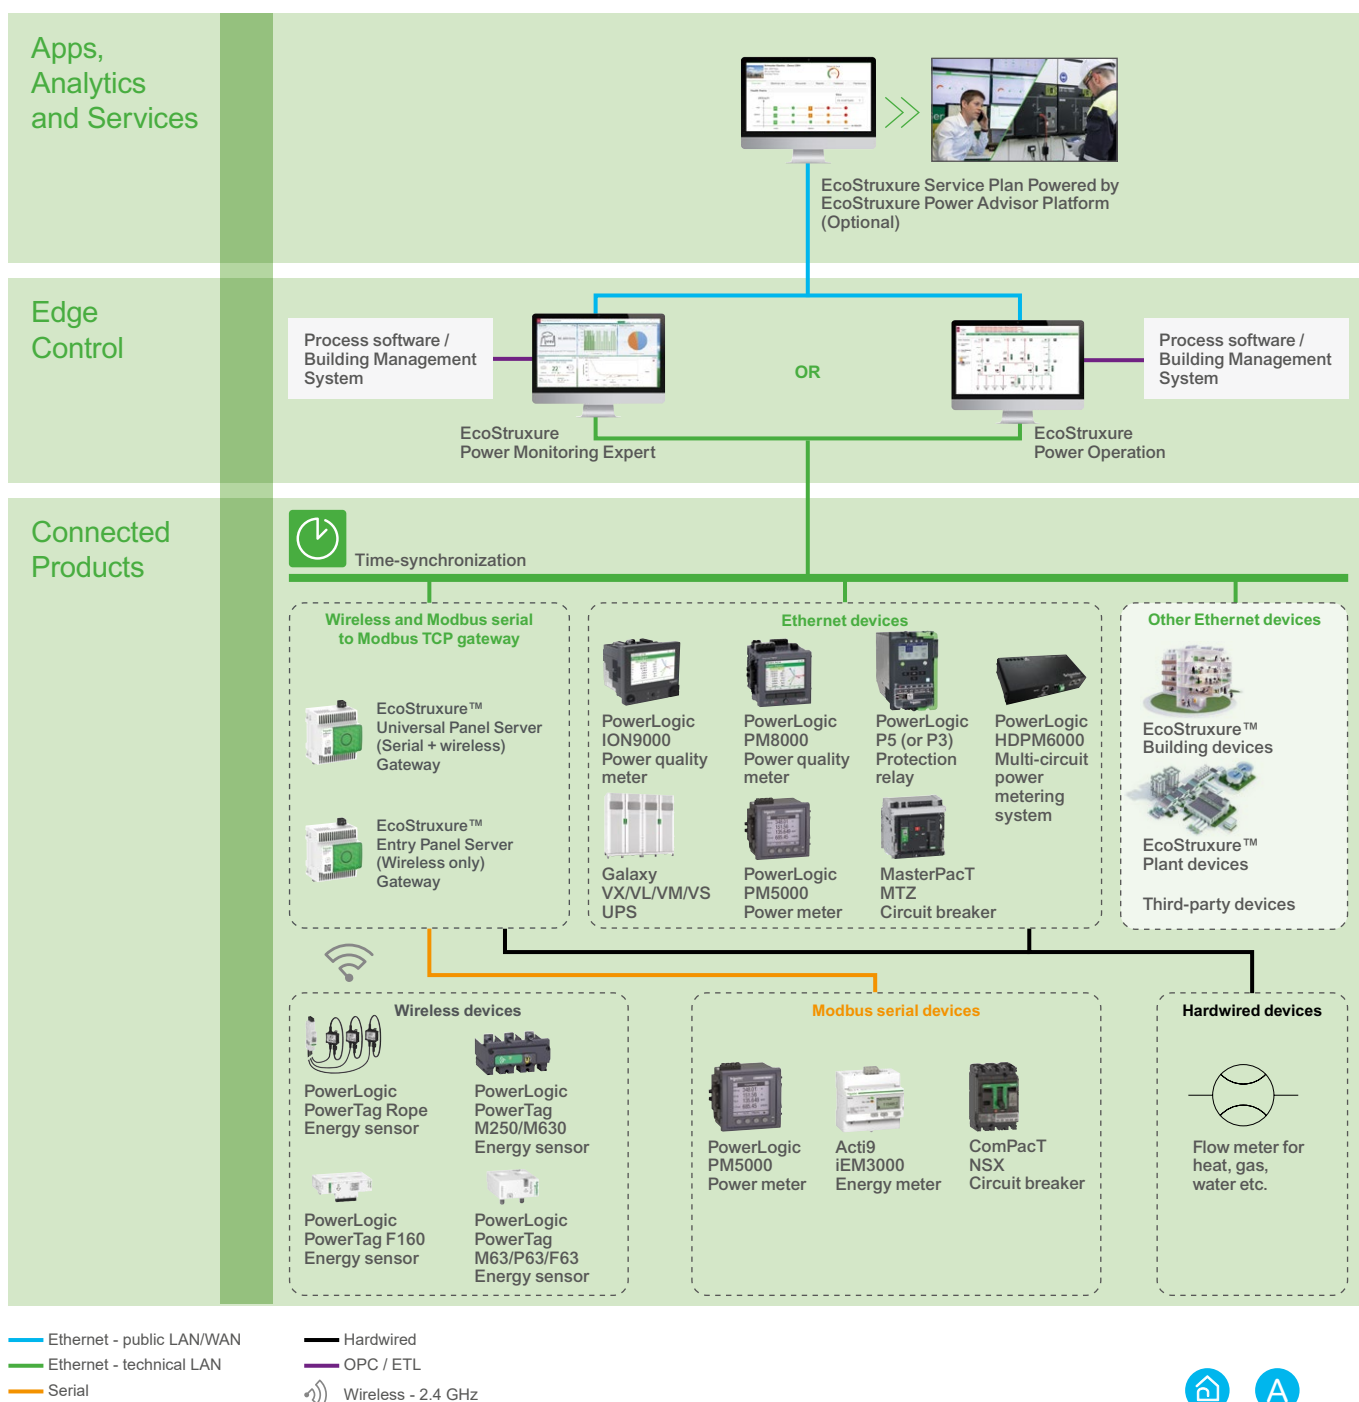 Apps,
Analytics
and Services
EcoStruxure Service Plan Powered by
EcoStruxure Power Advisor Platform
(Optional)
Edge
Control
Process software /
Building Management
System
OR
Process software /
Building Management
System
EcoStruxure
Power Monitoring Expert
EcoStruxure
Power Operation
Connected
Products
Time-synchronization
Wireless and Modbus serial
to Modbus TCP gateway
EcoStruxure™
Universal Panel Server
(Serial + wireless)
Gateway
EcoStruxure™
Entry Panel Server
(Wireless only)
Gateway
Ethernet devices
PowerLogic
ION9000
Power quality
meter
PowerLogic
PM8000
Power quality
meter
PowerLogic
P5 (or P3)
Protection
relay
PowerLogic
HDPM6000
Multi-circuit
power
metering
system
Galaxy
VX/VL/VM/VS
UPS
PowerLogic
PM5000
Power meter
MasterPacT
MTZ
Circuit breaker
Other Ethernet devices
EcoStruxure™
Building devices
EcoStruxure™
Plant devices
Third-party devices
Wireless devices
PowerLogic
PowerTag Rope
Energy sensor
PowerLogic
PowerTag
M250/M630
Energy sensor
PowerLogic
PowerTag F160
Energy sensor
PowerLogic
PowerTag
M63/P63/F63
Energy sensor
Modbus serial devices
PowerLogic
PM5000
Power meter
Acti9
iEM3000
Energy meter
ComPacT
NSX
Circuit breaker
Hardwired devices
Flow meter for
heat, gas,
water etc.
Ethernet - public LAN/WAN
Ethernet - technical LAN
Serial
Hardwired
OPC / ETL
Wireless - 2.4 GHz
A